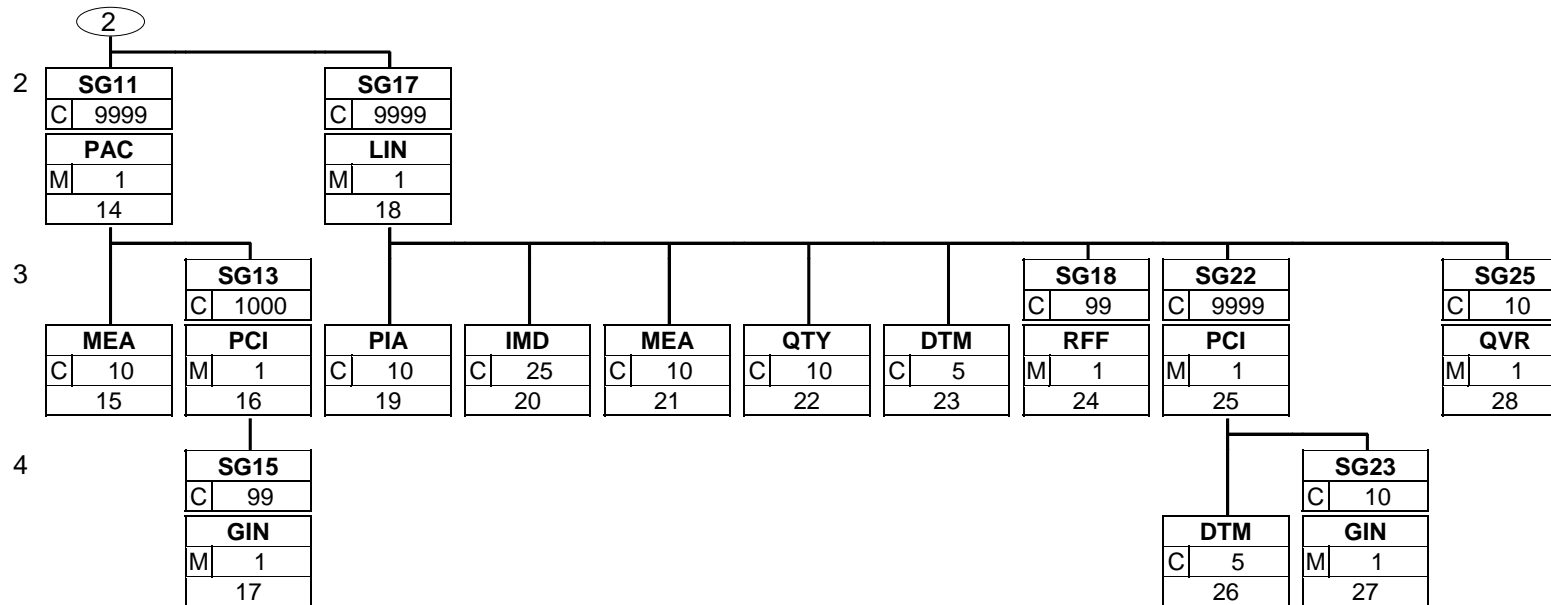 2
2 SG11 SG17
C 9999 C 9999
PAC LIN
M 1 M 1
14 18
3 SG13 SG18 SG22 SG25
C 1000 C 99 C 9999 C 10
MEA PCI PIA IMD MEA QTY DTM RFF PCI QVR
C 10 M 1 C 10 C 25 C 10 C 10 C 5 M 1 M 1 M 1
15 16 19 20 21 22 23 24 25 28
4 SG15 SG23
C 99 C 10
GIN DTM GIN
M 1 C 5 M 1
17 26 27